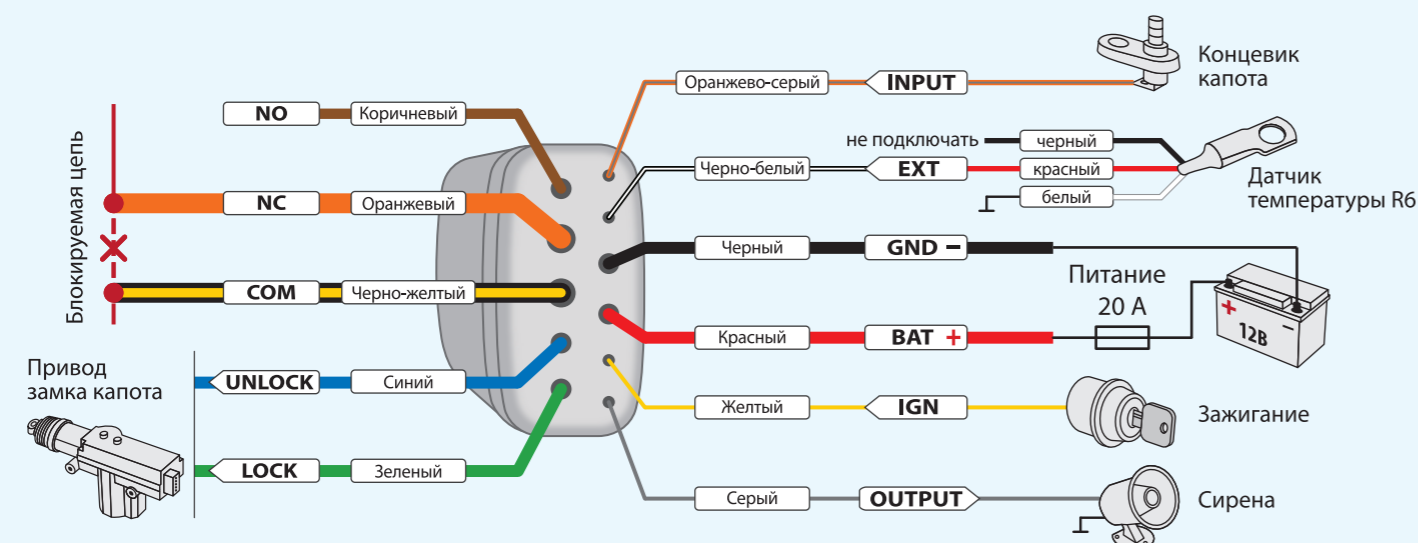 Блокируемая цепь
NO Коричневый
NC Оранжевый
COM Черно-желтый
Привод
замка капота
UNLOCK Синий
LOCK Зеленый
Оранжево-серый INPUT
Концевик
капота
не подключать черный
Черно-белый EXT красный
белый
Датчик
температуры R6
Черный GND –
Питание
20 А
Красный BAT +
+ –
12В
Желтый IGN
Зажигание
Серый OUTPUT
Сирена